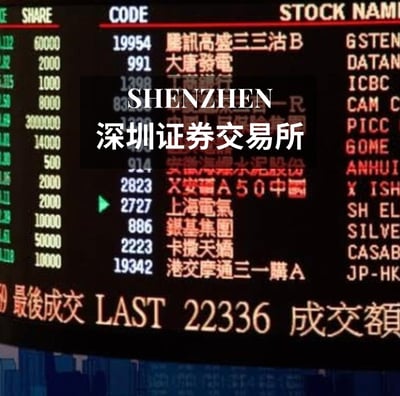 SHARE CODE STOCK NAM
60000 19954 騰訊高盛三三沽B GSTEN
2000 991 大唐發電 DATAN
1000 1398 ICBC
8000 CAM C
3000000 PICC
14000 GOME
500 914 安徽海螺水泥股份 ANHUI
10000 2823 X安碩A50中國 X ISH
2000 2727 上海電氣 SH EL
10000 886 銀基集團 SILVE
50000 2223 卡撒天嬌 CASAB
10000 19342 港交摩通三一購A JP-HK
最後成交 LAST 22336 成交額
SHENZHEN
深圳证券交易所